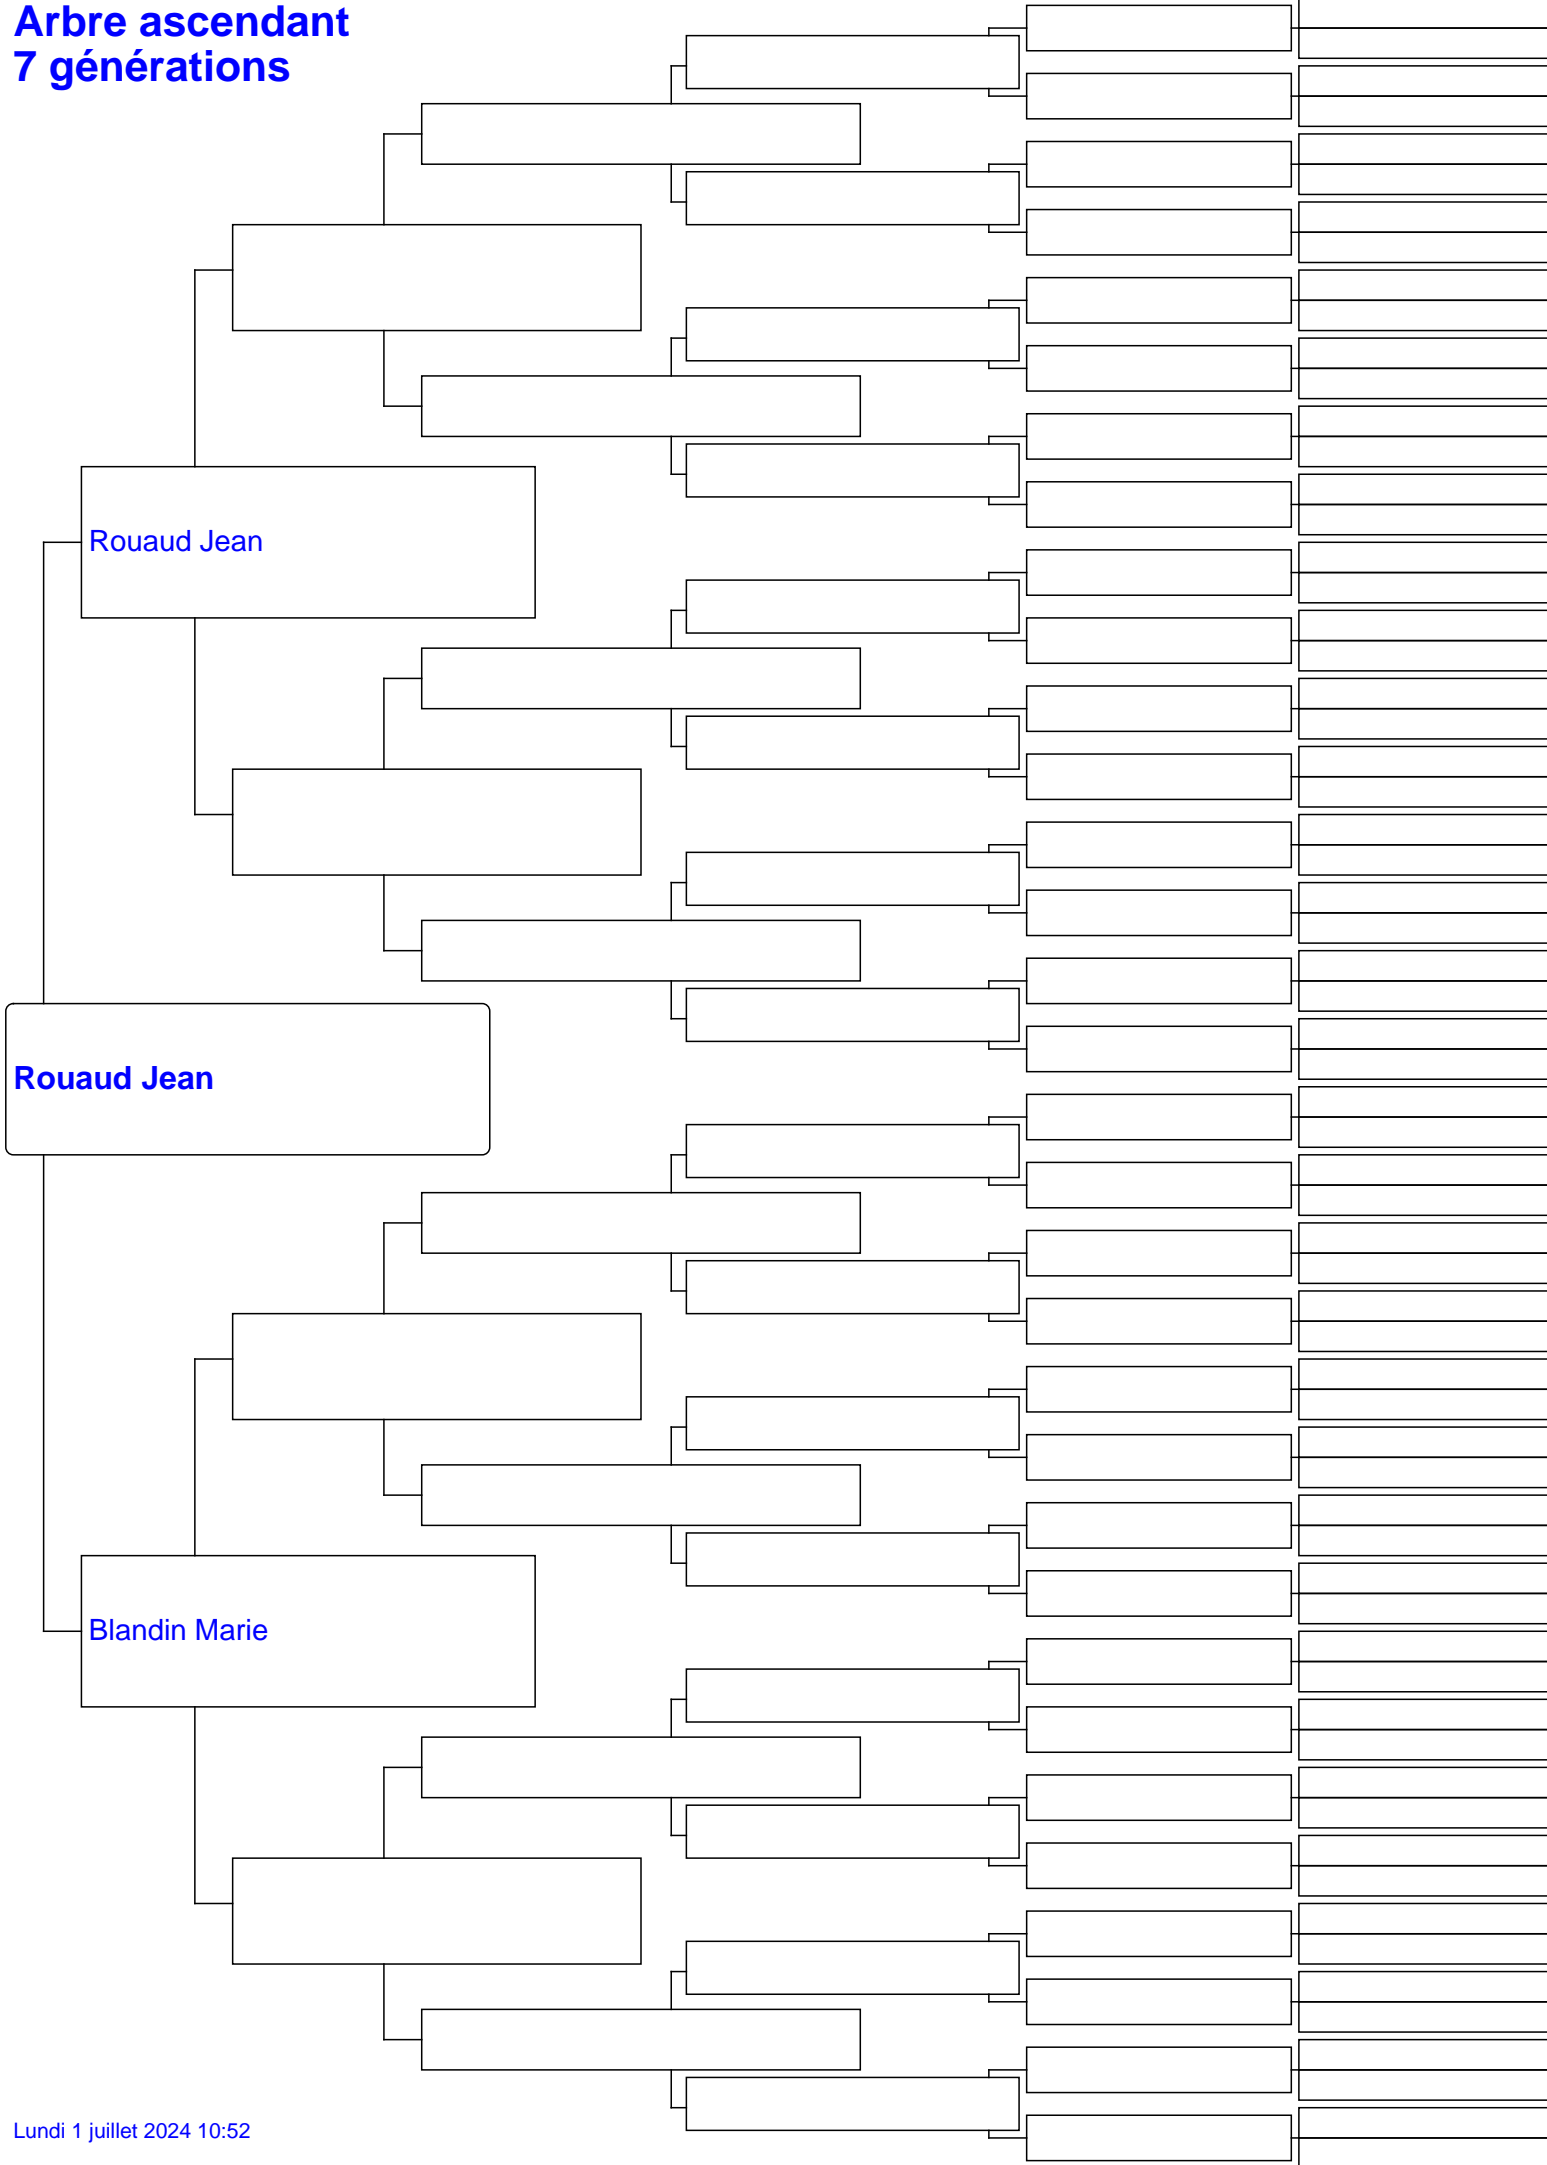 Arbre ascendant
7 générations
Rouaud Jean
Rouaud Jean
Blandin Marie
Lundi 1 juillet 2024 10:52